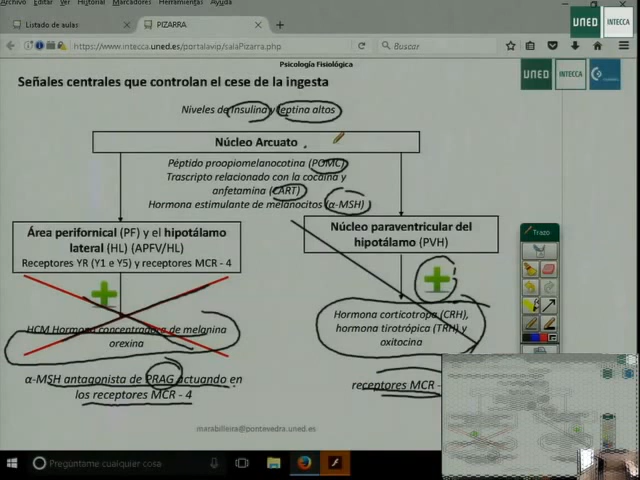 Archivo Editar Ver Historial Marcadores Herramientas Ayuda
Listado de aulas
PIZARRA
https://www.intecca.uned.es/portalavip/salaPizarra.php
Buscar
UNED
INTECCA
Psicología Fisiológica
UNED
INTECCA
Señales centrales que controlan el cese de la ingesta
Niveles de insulina y leptina altos
Núcleo Arcuato
Péptido proopiomelanocotina (POMC)
Trascripto relacionado con la cocaína y
anfetamina (CART)
Hormona estimulante de melanocitos (α-MSH)
Área perifornical (PF) y el hipotálamo
lateral (HL) (APFV/HL)
Receptores YR (Y1 e Y5) y receptores MCR - 4
Núcleo paraventricular del
hipotálamo (PVH)
HCM Hormona concentradora de melanina
orexina
Hormona corticotropa (CRH),
hormona tirotrópica (TRH) y
oxitocina
α-MSH antagonista de PRAG actuando en
los receptores MCR - 4
receptores MCR -
marabilleira@pontevedra.uned.es
Trazo
Pregúntame cualquier cosa